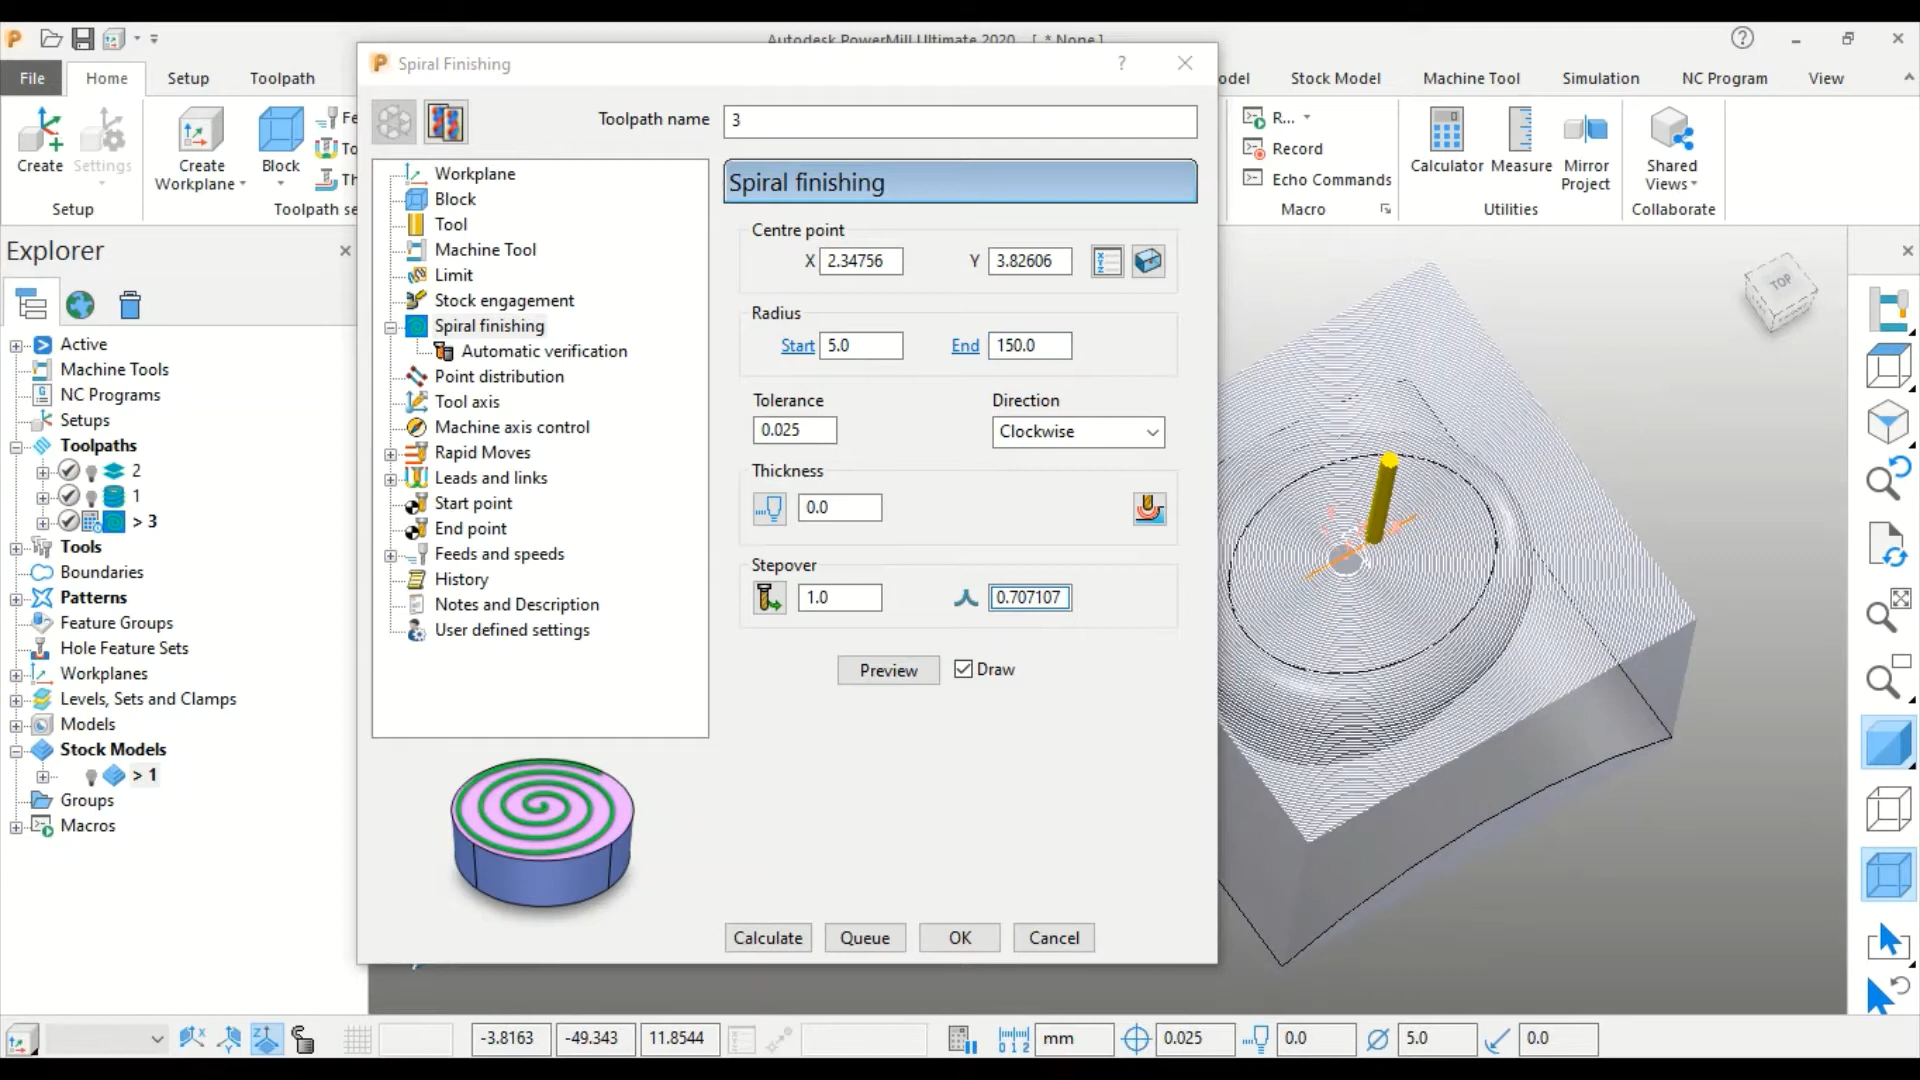 Autodesk PowerMill Ultimate 2020 [ * None ]
File
Home
Setup
Toolpath
Stock Model
Machine Tool
Simulation
NC Program
View
Create
Settings
Setup
Create
Workplane
Block
Toolpath
R...
Record
Echo Commands
Macro
Calculator
Measure
Mirror
Project
Utilities
Shared
Views
Collaborate
Explorer
Active
Machine Tools
NC Programs
Setups
Toolpaths
2
1
> 3
Tools
Boundaries
Patterns
Feature Groups
Hole Feature Sets
Workplanes
Levels, Sets and Clamps
Models
Stock Models
> 1
Groups
Macros
P Spiral Finishing
?
Toolpath name 3
Workplane
Block
Tool
Machine Tool
Limit
Stock engagement
Spiral finishing
Automatic verification
Point distribution
Tool axis
Machine axis control
Rapid Moves
Leads and links
Start point
End point
Feeds and speeds
History
Notes and Description
User defined settings
Spiral finishing
Centre point
X 2.34756 Y 3.82606
Radius
Start 5.0 End 150.0
Tolerance
0.025
Direction
Clockwise
Thickness
0.0
Stepover
1.0 0.707107
Preview
Draw
Calculate
Queue
OK
Cancel
TOP
-3.8163
-49.343
11.8544
mm
0.025
0.0
5.0
0.0